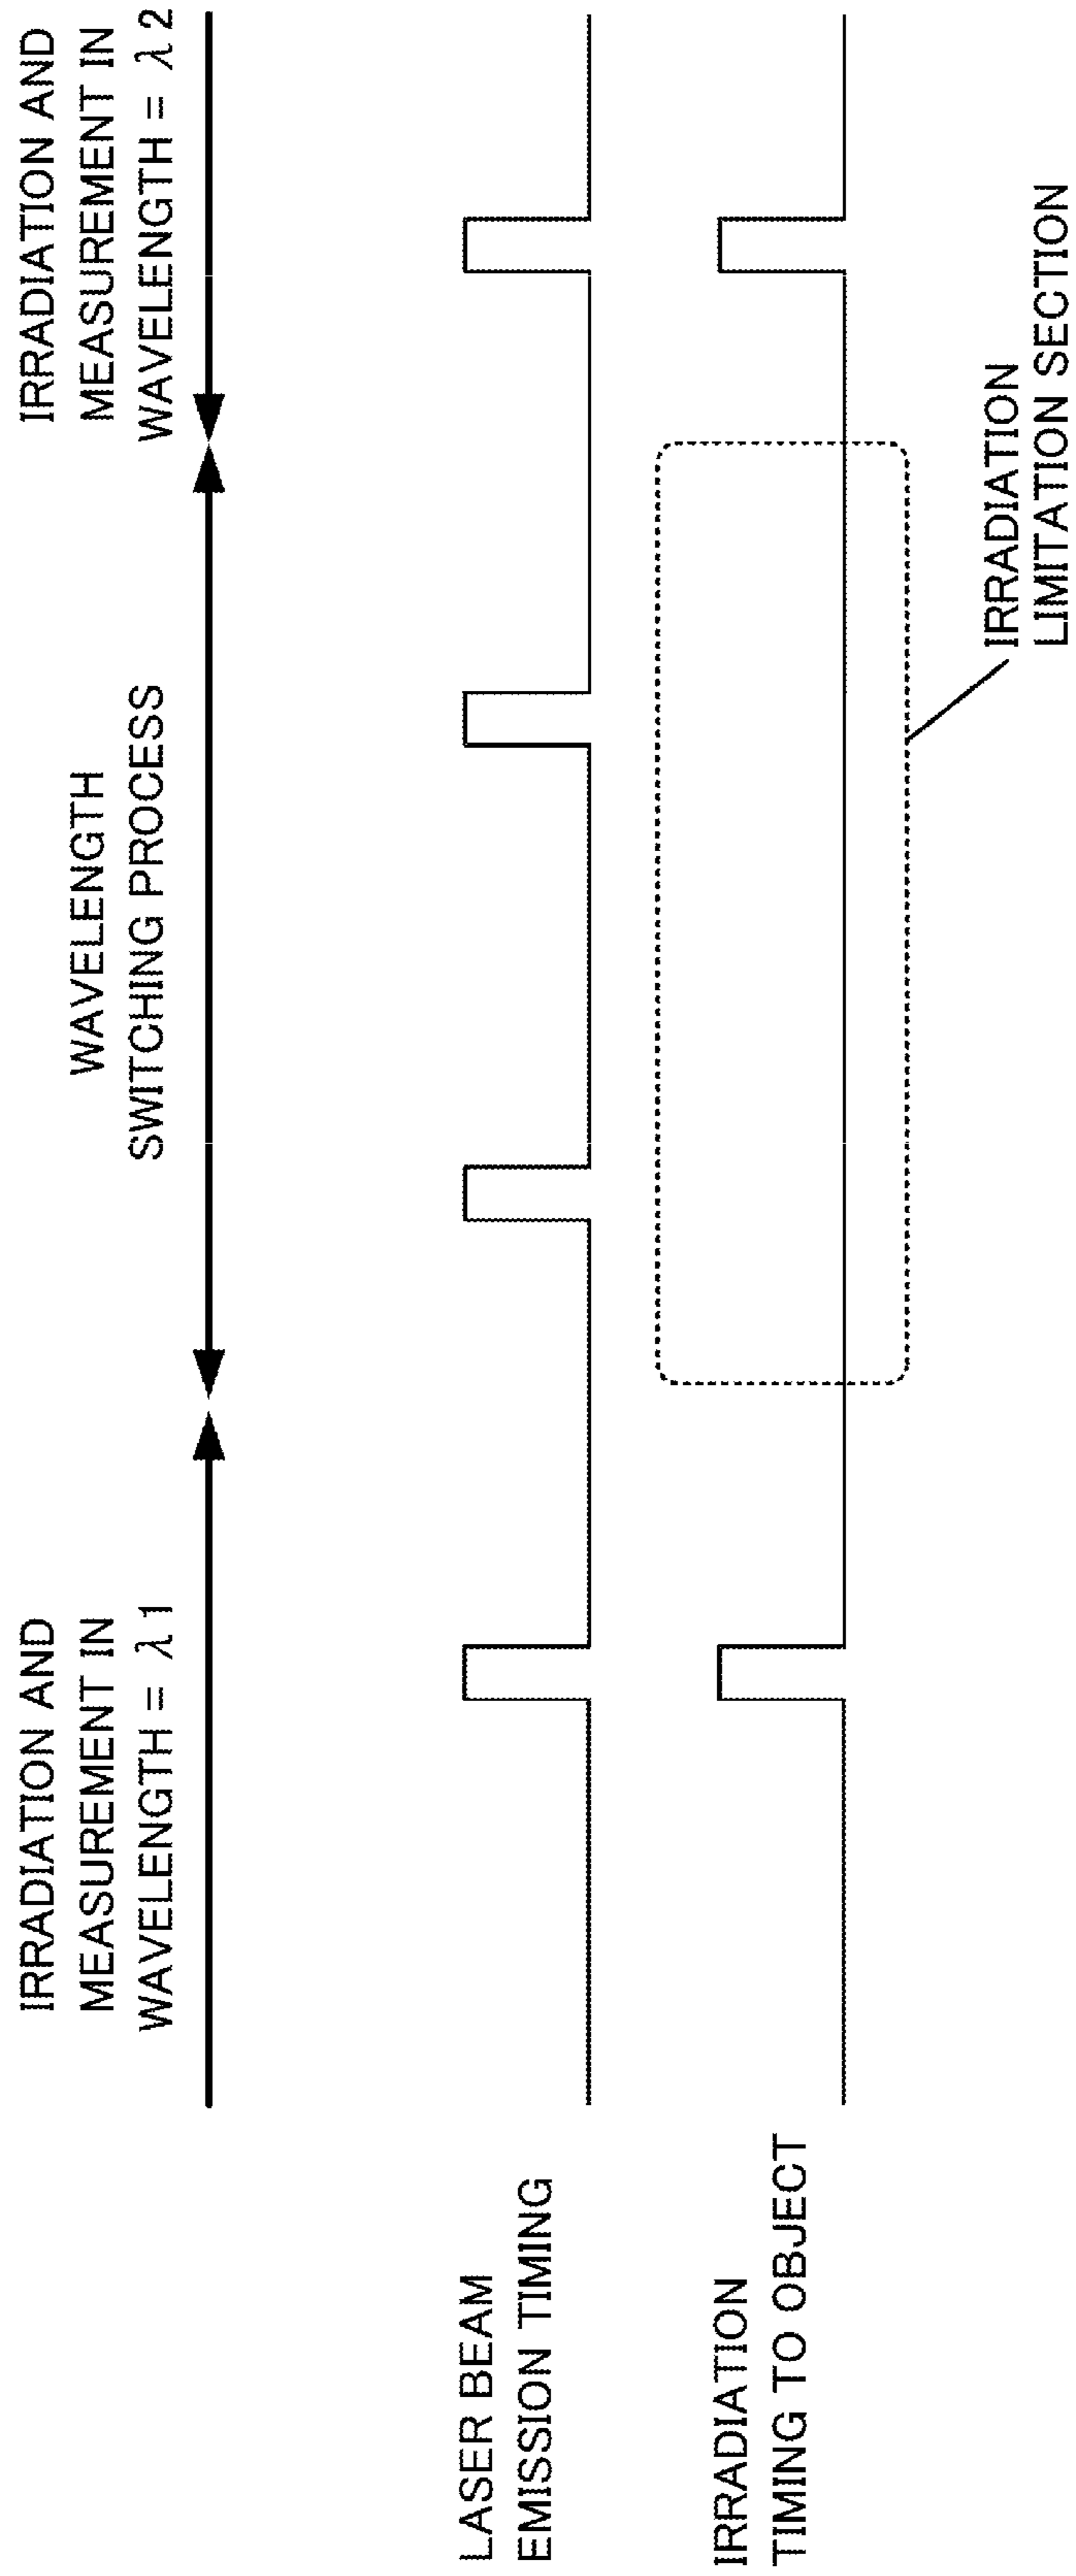 IRRADIATION AND
MEASUREMENT IN
WAVELENGTH = λ1
WAVELENGTH
SWITCHING PROCESS
IRRADIATION AND
MEASUREMENT IN
WAVELENGTH = λ2
LASER BEAM
EMISSION TIMING
IRRADIATION
TIMING TO OBJECT
IRRADIATION
LIMITATION SECTION